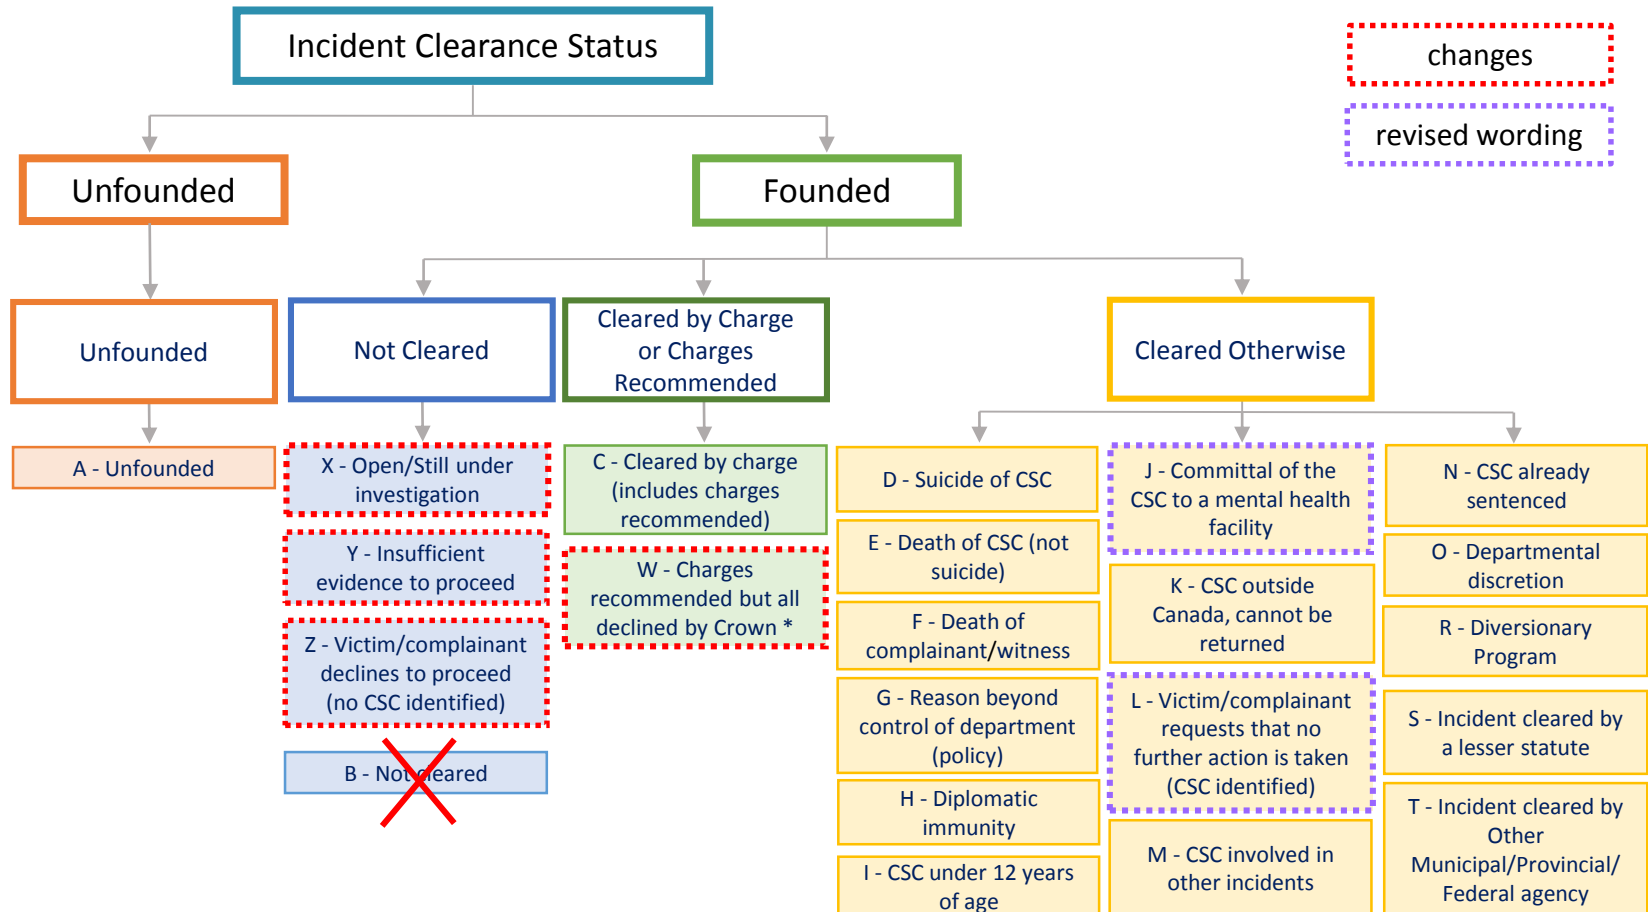 Incident Clearance Status
changes
revised wording
Unfounded
Founded
Unfounded
Not Cleared
Cleared by Charge
or Charges
Recommended
Cleared Otherwise
A - Unfounded
X - Open/Still under
investigation
Y - Insufficient
evidence to proceed
Z - Victim/complainant
declines to proceed
(no CSC identified)
B - Not cleared
C - Cleared by charge
(includes charges
recommended)
W - Charges
recommended but all
declined by Crown *
D - Suicide of CSC
E - Death of CSC (not
suicide)
F - Death of
complainant/witness
G - Reason beyond
control of department
(policy)
H - Diplomatic
immunity
I - CSC under 12 years
of age
J - Committal of the
CSC to a mental health
facility
K - CSC outside
Canada, cannot be
returned
L - Victim/complainant
requests that no
further action is taken
(CSC identified)
M - CSC involved in
other incidents
N - CSC already
sentenced
O - Departmental
discretion
R - Diversionary
Program
S - Incident cleared by
a lesser statute
T - Incident cleared by
Other
Municipal/Provincial/
Federal agency